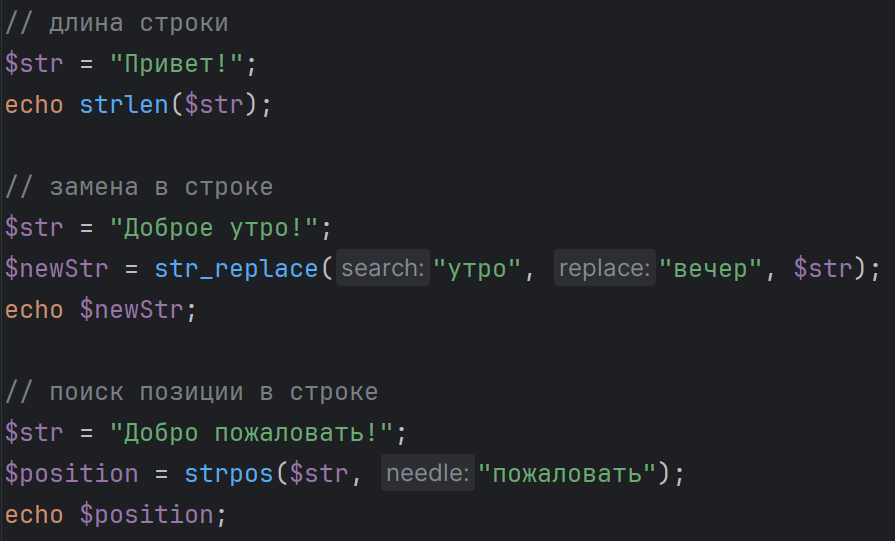 // длина строки
$str = "Привет!";
echo strlen($str);
// замена в строке
$str = "Доброе утро!";
$newStr = str_replace( search: "утро", replace: "вечер", $str);
echo $newStr;
// поиск позиции в строке
$str = "Добро пожаловать!";
$position = strpos($str, needle: "пожаловать");
echo $position;